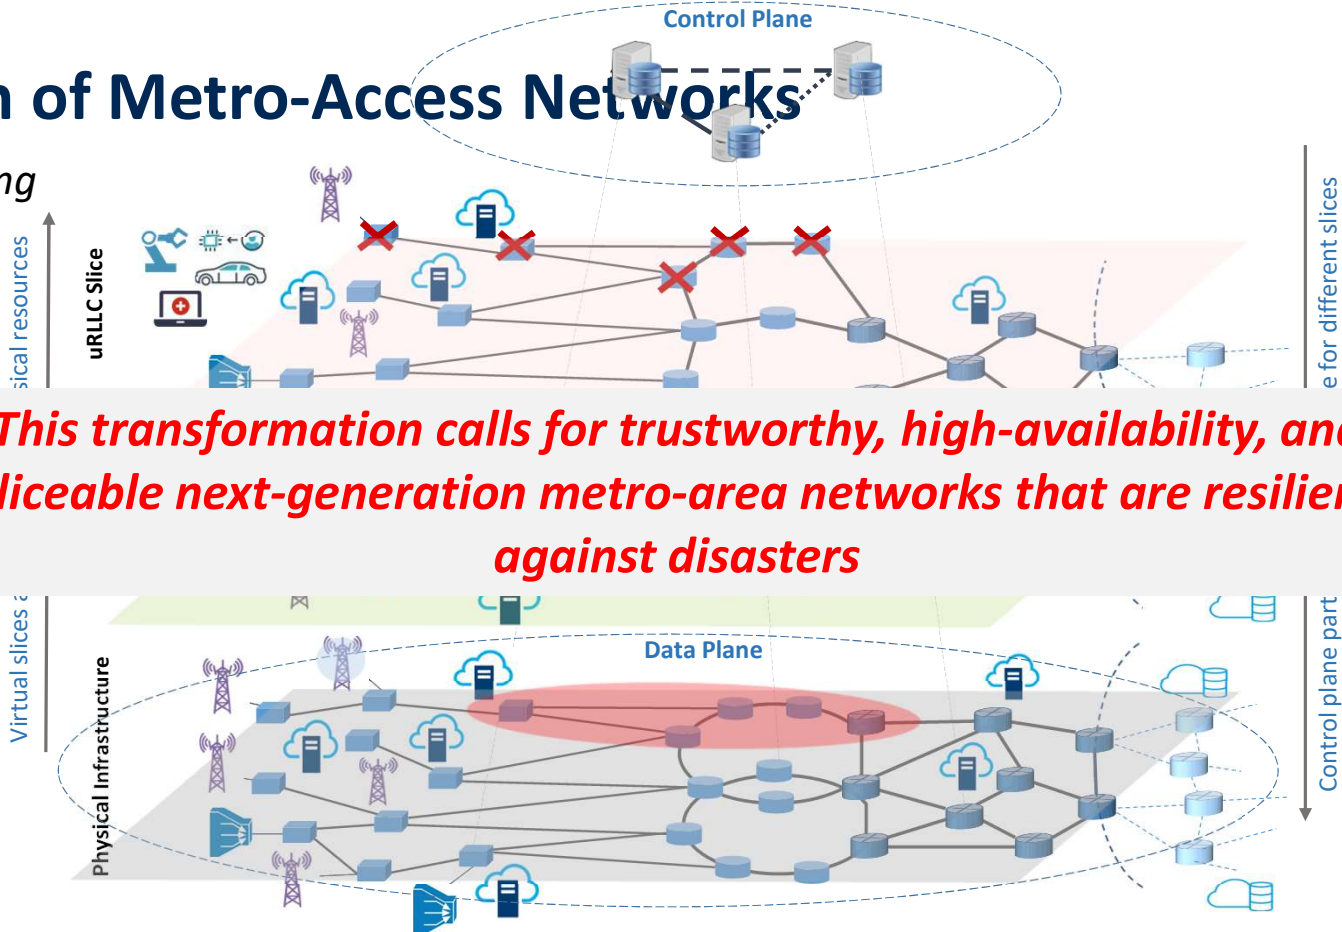 Control Plane
n of Metro-Access Networks
ng
uRLLC Slice
sical resources
e for different slices
This transformation calls for trustworthy, high-availability, and
liceable next-generation metro-area networks that are resilien
against disasters
Virtual slices a
Control plane part
Data Plane
Physical Infrastructure